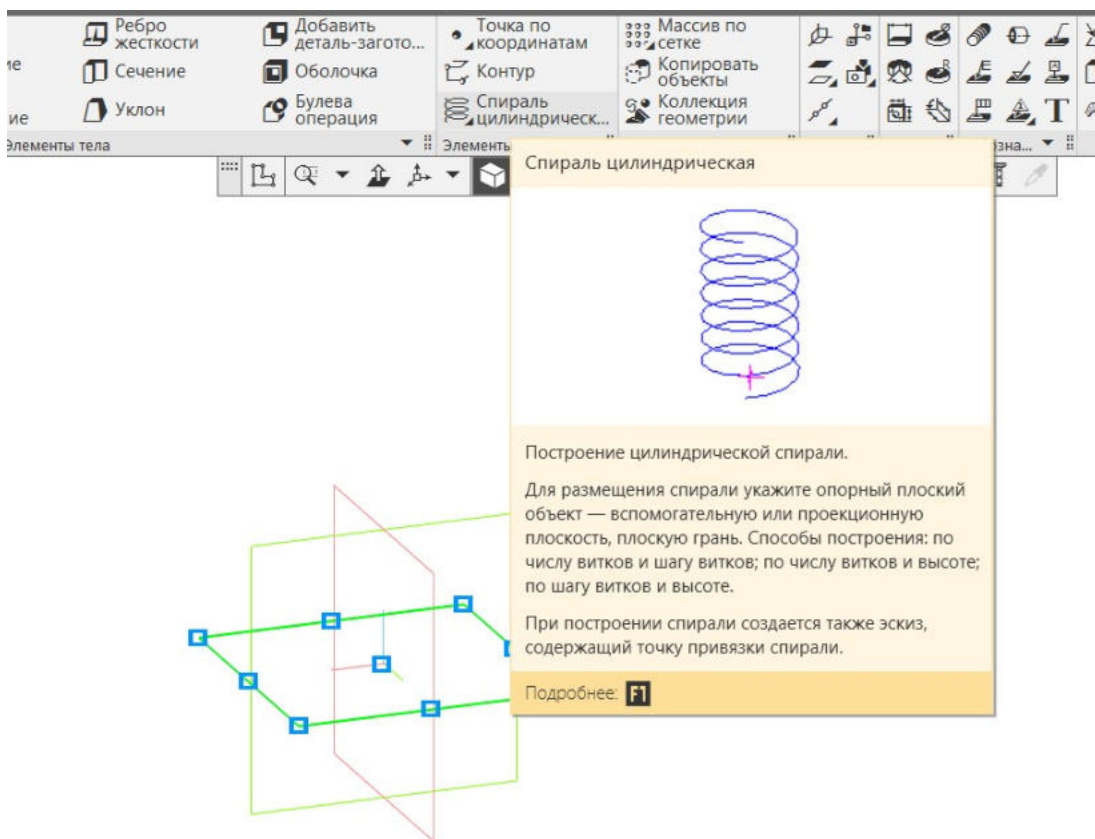 Ребро
жесткости
Добавить
деталь-загото...
Точка по
координатам
Массив по
сетке
ие
Сечение
Оболочка
Контур
Копировать
объекты
ие
Уклон
Булева
операция
Спираль
цилиндрическ...
Коллекция
геометрии
T
Элементы тела
Элементы
озна...
Спираль цилиндрическая
Построение цилиндрической спирали.
Для размещения спирали укажите опорный плоский
объект — вспомогательную или проекционную
плоскость, плоскую грань. Способы построения: по
числу витков и шагу витков; по числу витков и высоте;
по шагу витков и высоте.
При построении спирали создается также эскиз,
содержащий точку привязки спирали.
Подробнее: F1